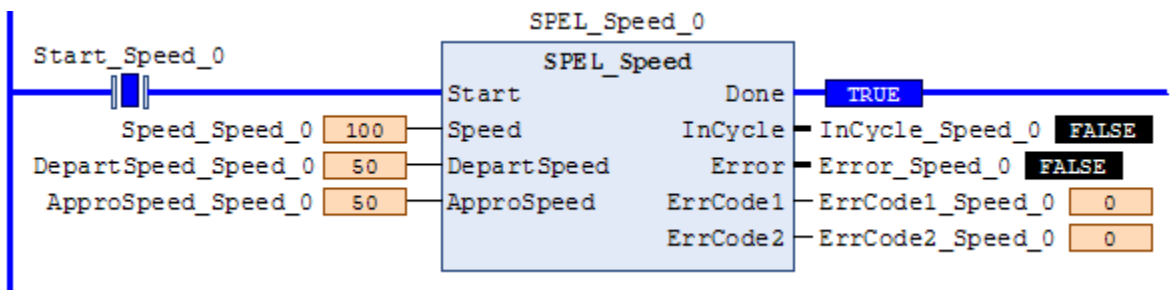 SPEL_Speed_0
Start_Speed_0
SPEL_Speed
Start Done TRUE
Speed_Speed_0 100 Speed InCycle InCycle_Speed_0 FALSE
DepartSpeed_Speed_0 50 DepartSpeed Error Error_Speed_0 FALSE
ApproSpeed_Speed_0 50 ApproSpeed ErrCode1 ErrCode1_Speed_0 0
ErrCode2 ErrCode2_Speed_0 0